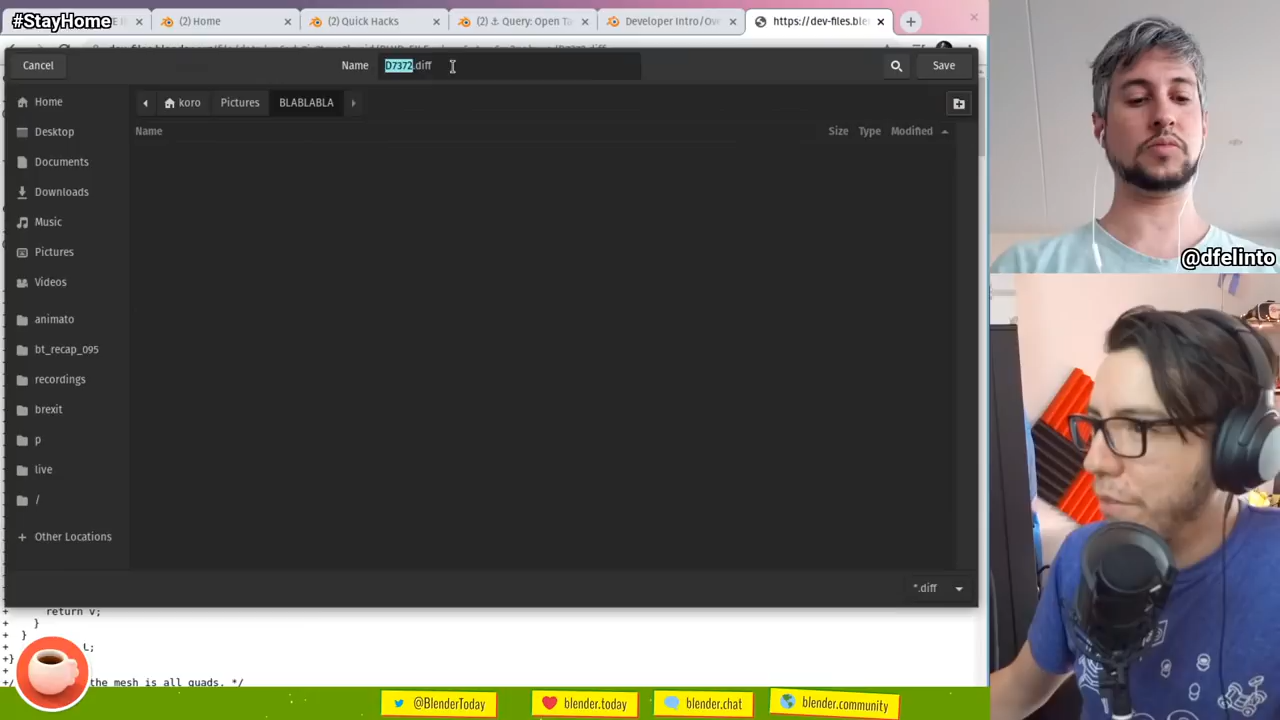 #StayHome
(2) Home
(2) Quick Hacks
(2) ⚓ Query: Open Ta
Developer Intro/Ove
https://dev-files.ble
Cancel
Name
D7372.diff
Save
koro
Pictures
BLABLABLA
Name
Size
Type
Modified
Home
Desktop
Documents
Downloads
Music
Pictures
Videos
animato
bt_recap_095
recordings
brexit
p
live
/
+ Other Locations
*.diff
+ return v;
+ }
+ }
+/
the mesh is all quads. */
@dfelinto
@BlenderToday
blender.today
blender.chat
blender.community